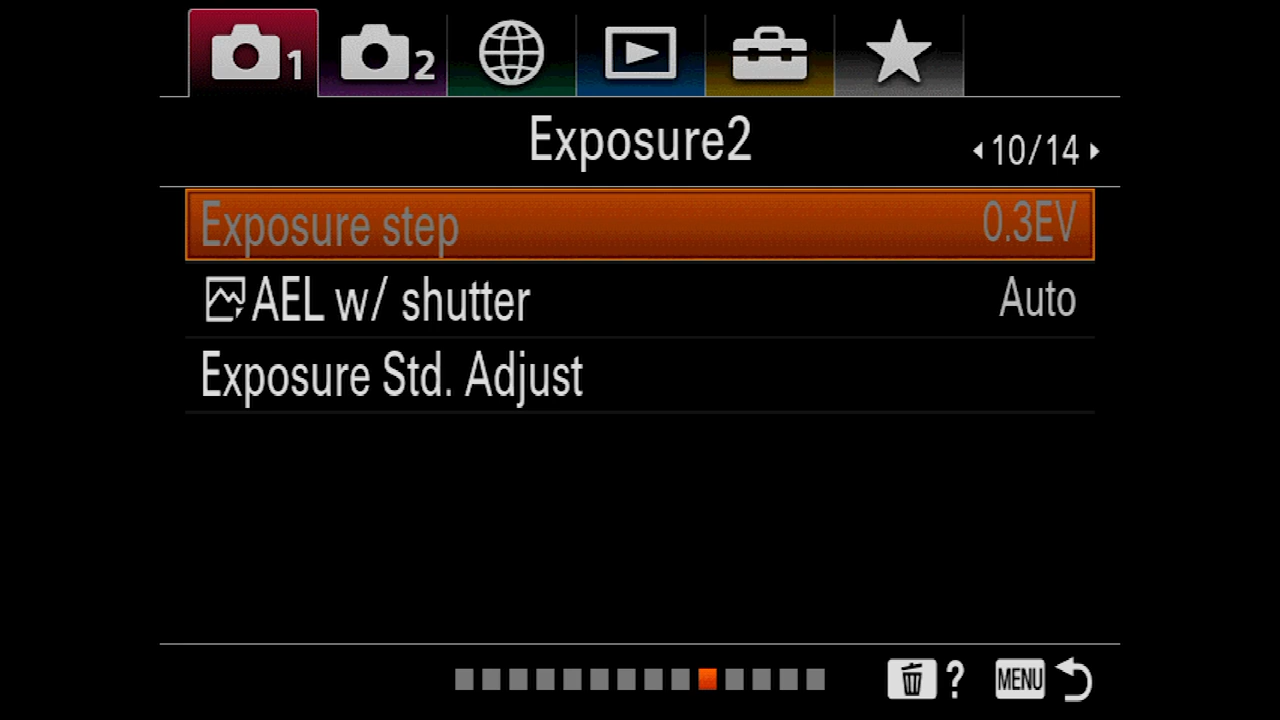 1 2
Exposure2
10/14
Exposure step 0.3EV
AEL w/ shutter Auto
Exposure Std. Adjust
? MENU